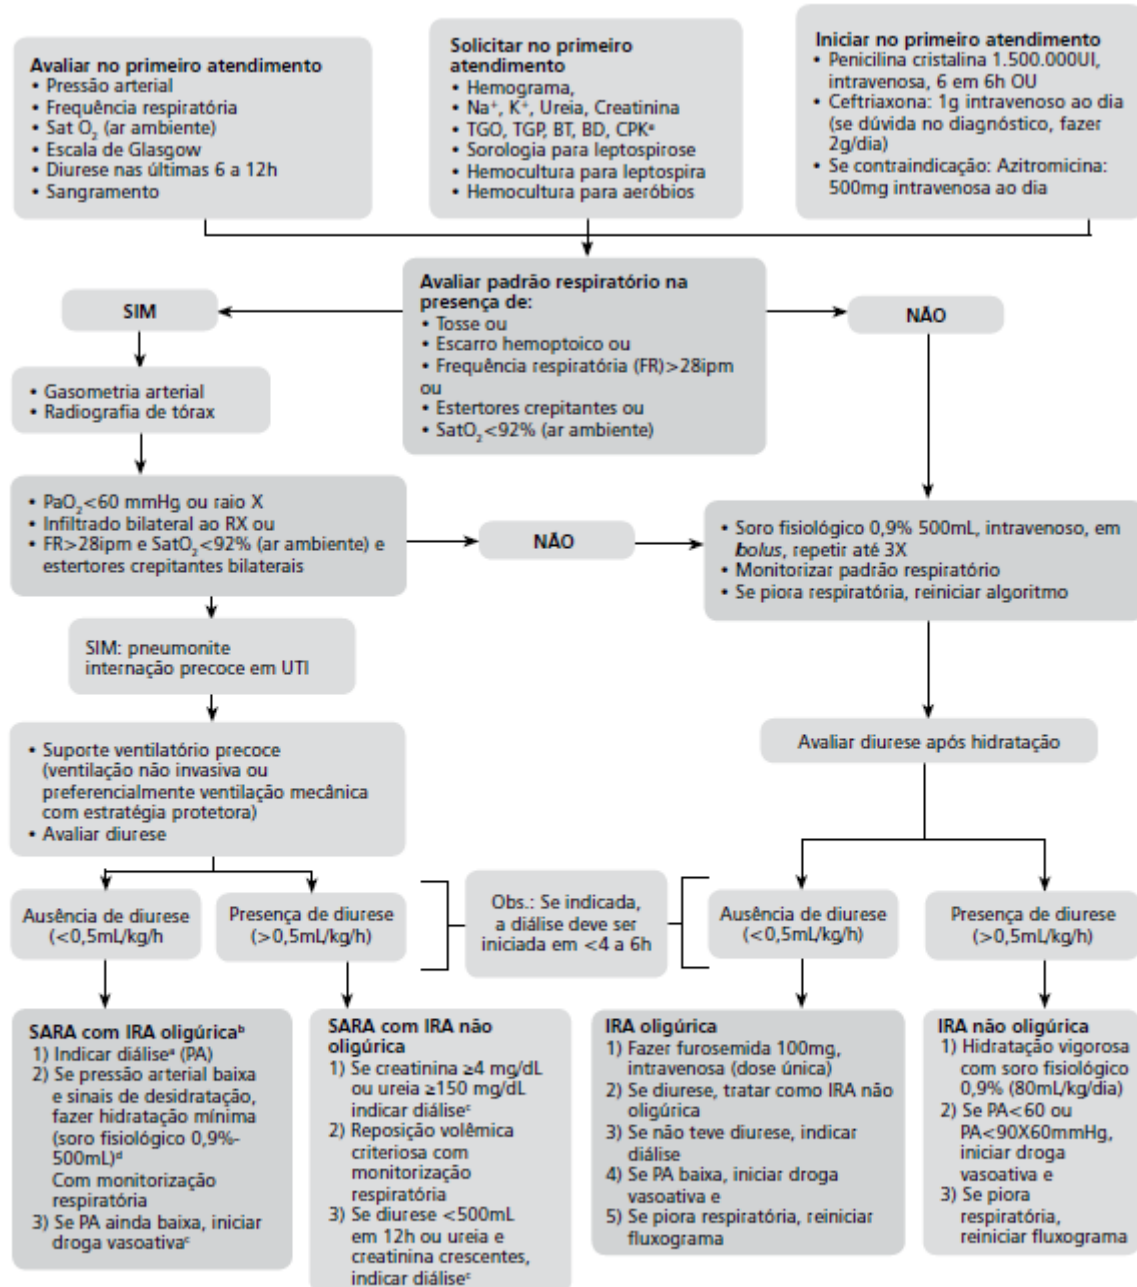 Avaliar no primeiro atendimento
• Pressão arterial
• Frequência respiratória
• Sat O₂ (ar ambiente)
• Escala de Glasgow
• Diurese nas últimas 6 a 12h
• Sangramento
Solicitar no primeiro
atendimento
• Hemograma,
• Na⁺, K⁺, Ureia, Creatinina
• TGO, TGP, BT, BD, CPKᵃ
• Sorologia para leptospirose
• Hemocultura para leptospira
• Hemocultura para aeróbios
Iniciar no primeiro atendimento
• Penicilina cristalina 1.500.000UI,
intravenosa, 6 em 6h OU
• Ceftriaxona: 1g intravenoso ao dia
(se dúvida no diagnóstico, fazer
2g/dia)
• Se contraindicação: Azitromicina:
500mg intravenosa ao dia
Avaliar padrão respiratório na
presença de:
• Tosse ou
• Escarro hemoptoico ou
• Frequência respiratória (FR)>28ipm
ou
• Estertores crepitantes ou
• SatO₂<92% (ar ambiente)
SIM
NÃO
• Gasometria arterial
• Radiografia de tórax
• PaO₂<60 mmHg ou raio X
• Infiltrado bilateral ao RX ou
• FR>28ipm e SatO₂<92% (ar ambiente) e
estertores crepitantes bilaterais
NÃO
• Soro fisiológico 0,9% 500mL, intravenoso, em
bolus, repetir até 3X
• Monitorizar padrão respiratório
• Se piora respiratória, reiniciar algoritmo
SIM: pneumonite
internação precoce em UTI
• Suporte ventilatório precoce
(ventilação não invasiva ou
preferencialmente ventilação mecânica
com estratégia protetora)
• Avaliar diurese
Avaliar diurese após hidratação
Ausência de diurese
(<0,5mL/kg/h
Presença de diurese
(>0,5mL/kg/h)
Obs.: Se indicada,
a diálise deve ser
iniciada em <4 a 6h
Ausência de diurese
(<0,5mL/kg/h)
Presença de diurese
(>0,5mL/kg/h)
SARA com IRA oligúricaᵇ
1) Indicar diáliseᵃ (PA)
2) Se pressão arterial baixa
e sinais de desidratação,
fazer hidratação mínima
(soro fisiológico 0,9%-
500mL)ᵈ
Com monitorização
respiratória
3) Se PA ainda baixa, iniciar
droga vasoativaᶜ
SARA com IRA não
oligúrica
1) Se creatinina ≥4 mg/dL
ou ureia ≥150 mg/dL
indicar diáliseᶜ
2) Reposição volêmica
criteriosa com
monitorização
respiratória
3) Se diurese <500mL
em 12h ou ureia e
creatinina crescentes,
indicar diáliseᶜ
IRA oligúrica
1) Fazer furosemida 100mg,
intravenosa (dose única)
2) Se diurese, tratar como IRA não
oligúrica
3) Se não teve diurese, indicar
diálise
4) Se PA baixa, iniciar droga
vasoativa e
5) Se piora respiratória, reiniciar
fluxograma
IRA não oligúrica
1) Hidratação vigorosa
com soro fisiológico
0,9% (80mL/kg/dia)
2) Se PA<60 ou
PA<90X60mmHg,
iniciar droga
vasoativa e
3) Se piora
respiratória,
reiniciar fluxograma